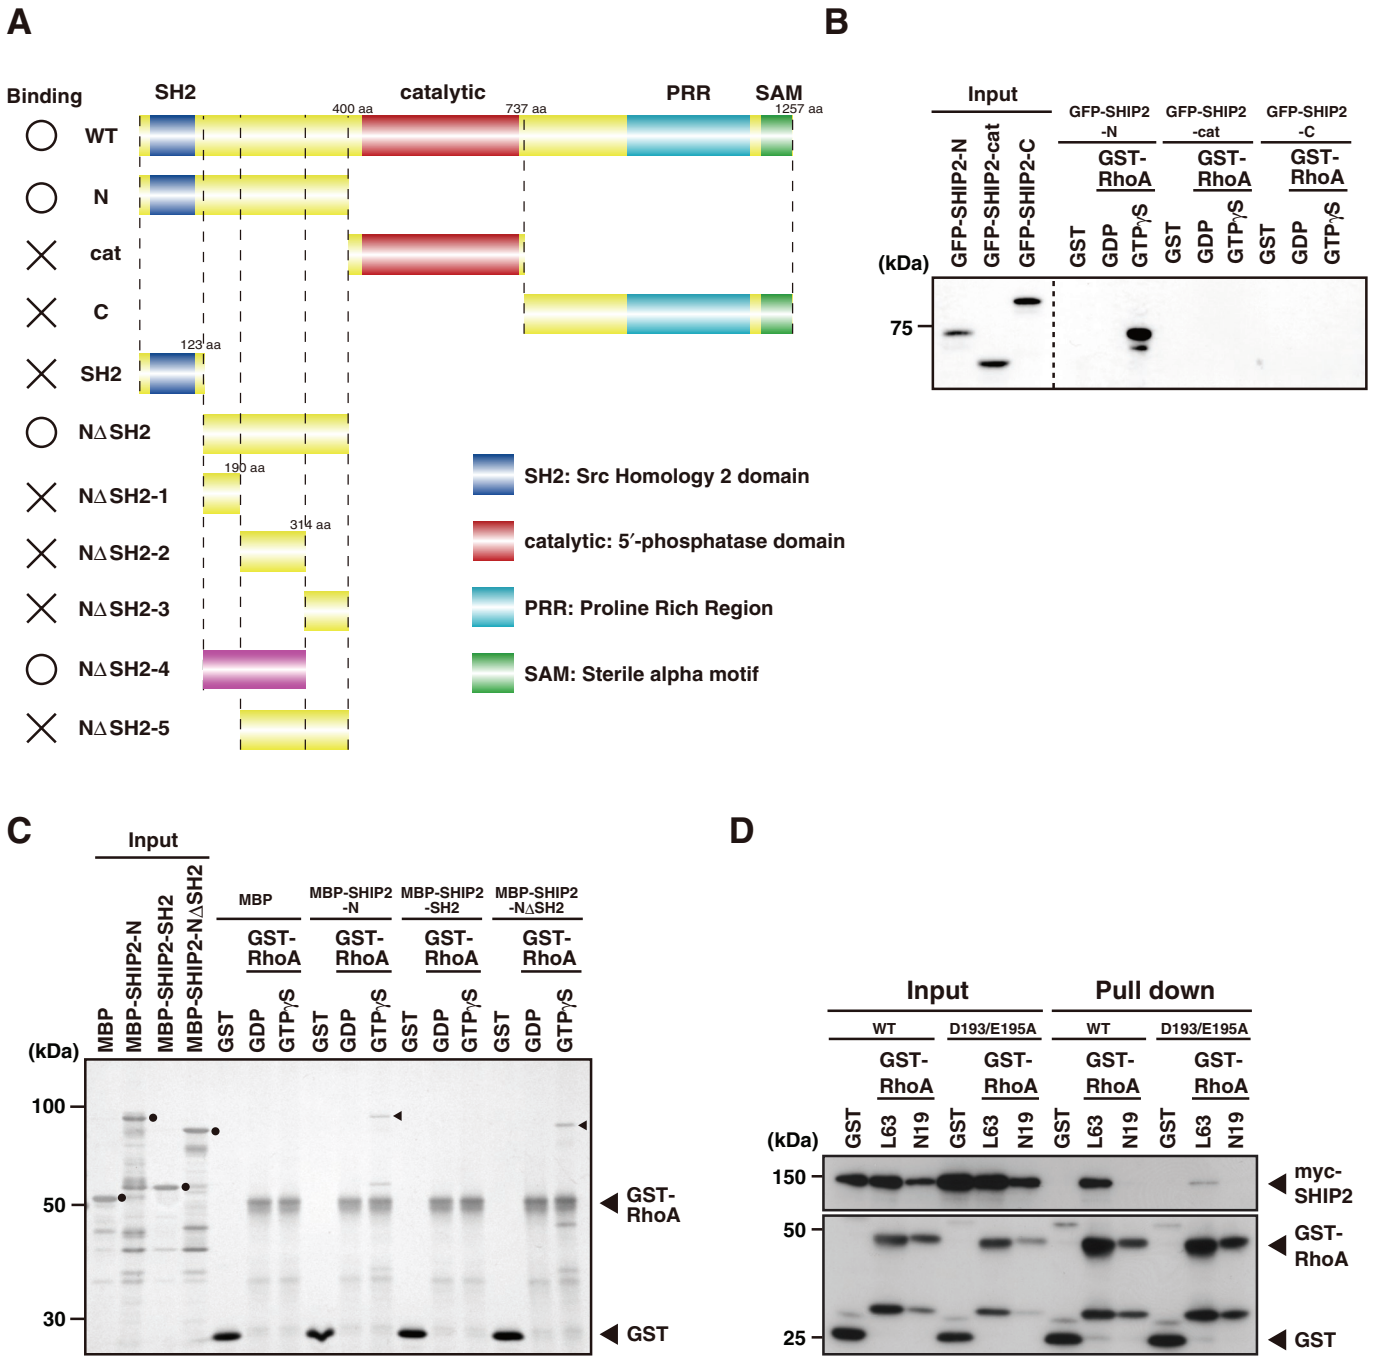 A
Binding
SH2
catalytic
PRR
SAM
400 aa
737 aa
1257 aa
WT
N
cat
C
123 aa
SH2
NΔSH2
190 aa
NΔSH2-1
314 aa
NΔSH2-2
NΔSH2-3
NΔSH2-4
NΔSH2-5
SH2: Src Homology 2 domain
catalytic: 5′-phosphatase domain
PRR: Proline Rich Region
SAM: Sterile alpha motif
B
Input
GFP-SHIP2
-N
GFP-SHIP2
-cat
GFP-SHIP2
-C
GST-
RhoA
GST-
RhoA
GST-
RhoA
GFP-SHIP2-N
GFP-SHIP2-cat
GFP-SHIP2-C
GST
GDP
GTPγS
GST
GDP
GTPγS
GST
GDP
GTPγS
(kDa)
75
C
Input
MBP
MBP-SHIP2
-N
MBP-SHIP2
-SH2
MBP-SHIP2
-NΔSH2
GST-
RhoA
GST-
RhoA
GST-
RhoA
GST-
RhoA
MBP
MBP-SHIP2-N
MBP-SHIP2-SH2
MBP-SHIP2-NΔSH2
GST
GDP
GTPγS
GST
GDP
GTPγS
GST
GDP
GTPγS
GST
GDP
GTPγS
(kDa)
100
50
30
GST-
RhoA
GST
D
Input
Pull down
WT
D193/E195A
WT
D193/E195A
GST-
RhoA
GST-
RhoA
GST-
RhoA
GST-
RhoA
GST
L63
N19
GST
L63
N19
GST
L63
N19
GST
L63
N19
(kDa)
150
myc-
SHIP2
50
GST-
RhoA
25
GST